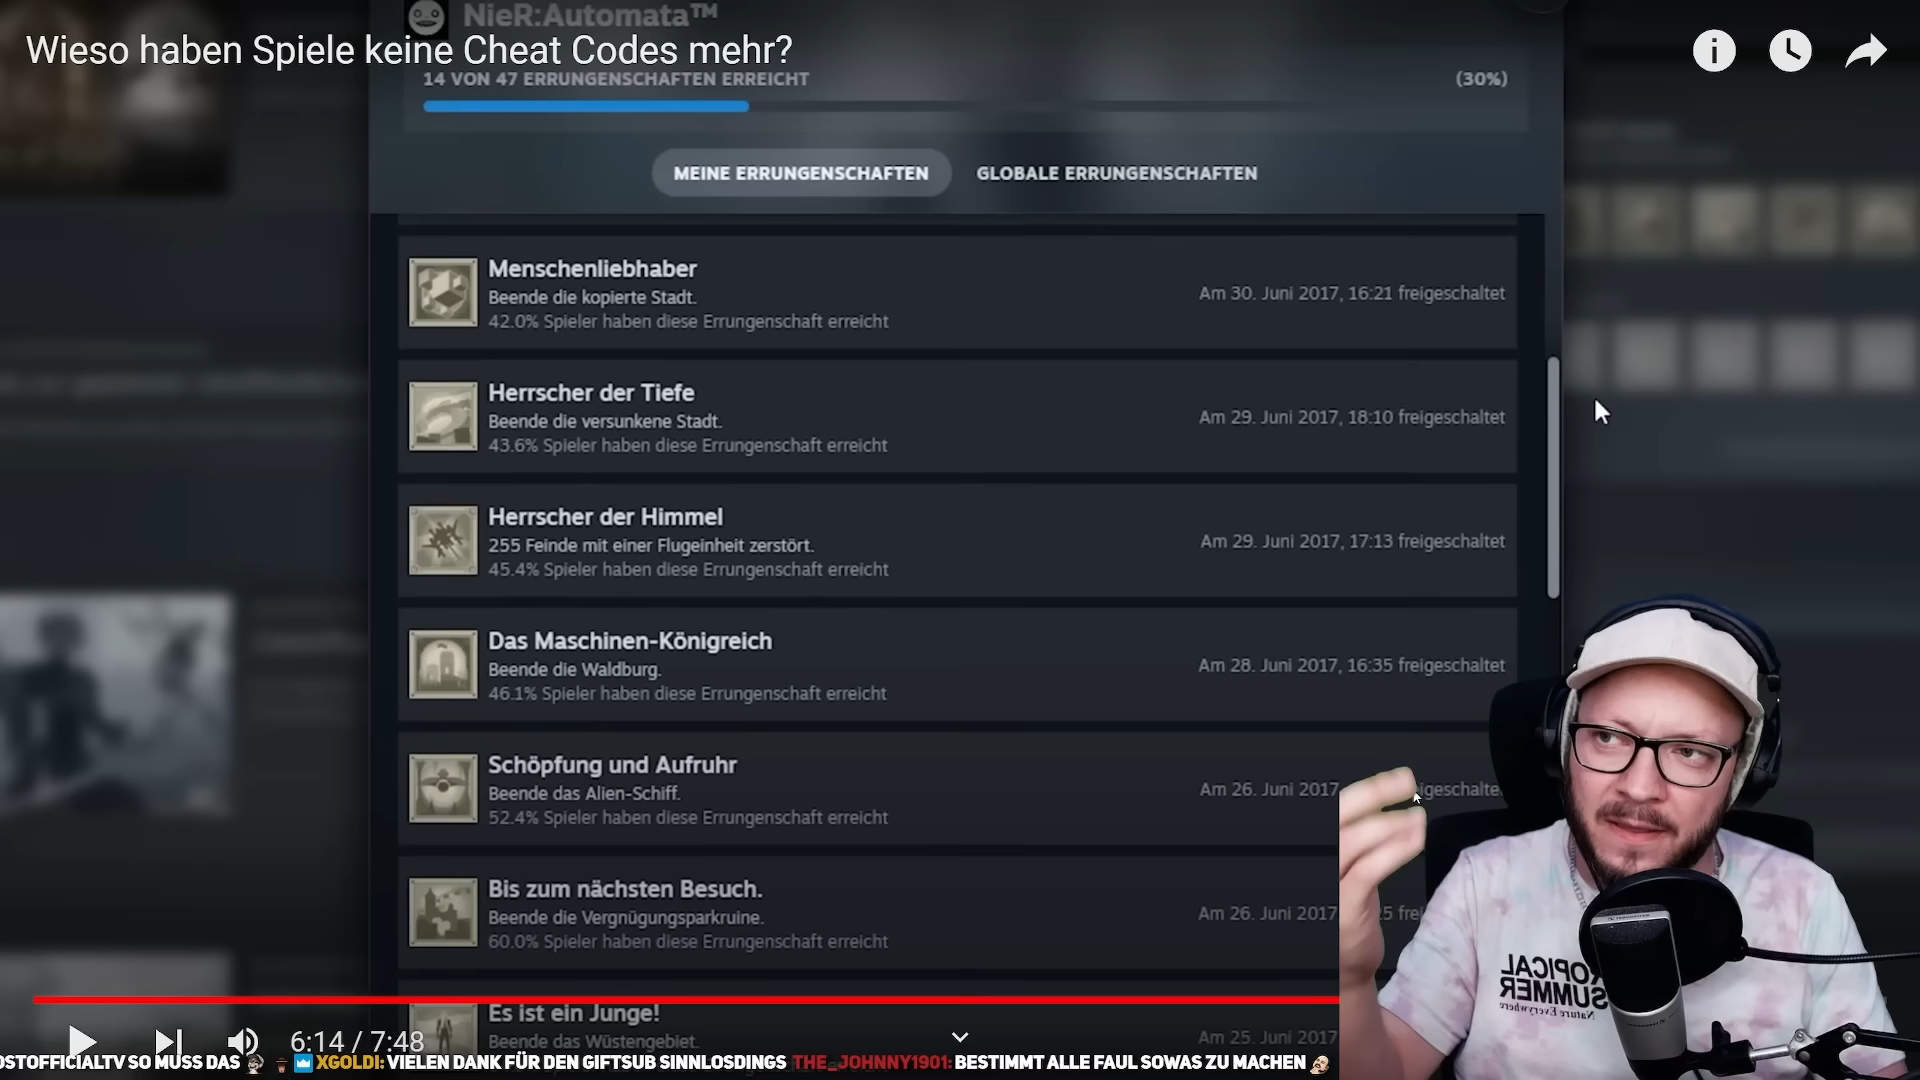 NieR:Automata™
Wieso haben Spiele keine Cheat Codes mehr?
14 VON 47 ERRUNGENSCHAFTEN ERREICHT
(30%)
MEINE ERRUNGENSCHAFTEN
GLOBALE ERRUNGENSCHAFTEN
Menschenliebhaber
Beende die kopierte Stadt.
42.0% Spieler haben diese Errungenschaft erreicht
Am 30. Juni 2017, 16:21 freigeschaltet
Herrscher der Tiefe
Beende die versunkene Stadt.
43.6% Spieler haben diese Errungenschaft erreicht
Am 29. Juni 2017, 18:10 freigeschaltet
Herrscher der Himmel
255 Feinde mit einer Flugeinheit zerstört.
45.4% Spieler haben diese Errungenschaft erreicht
Am 29. Juni 2017, 17:13 freigeschaltet
Das Maschinen-Königreich
Beende die Waldburg.
46.1% Spieler haben diese Errungenschaft erreicht
Am 28. Juni 2017, 16:35 freigeschaltet
Schöpfung und Aufruhr
Beende das Alien-Schiff.
52.4% Spieler haben diese Errungenschaft erreicht
Am 26. Juni 2017, igeschalte
Bis zum nächsten Besuch.
Beende die Vergnügungsparkruine.
60.0% Spieler haben diese Errungenschaft erreicht
Am 26. Juni 2017 25 frei
Es ist ein Junge!
Beende das Wüstengebiet.
Am 25. Juni 2017
6:14 / 7:48
OSTOFFICIALTV SO MUSS DAS XGOLDI: VIELEN DANK FÜR DEN GIFTSUB SINNLOSDINGS THE_JOHNNY1901: BESTIMMT ALLE FAUL SOWAS ZU MACHEN
ROPICAL
SUMMER
Nature Everywhere